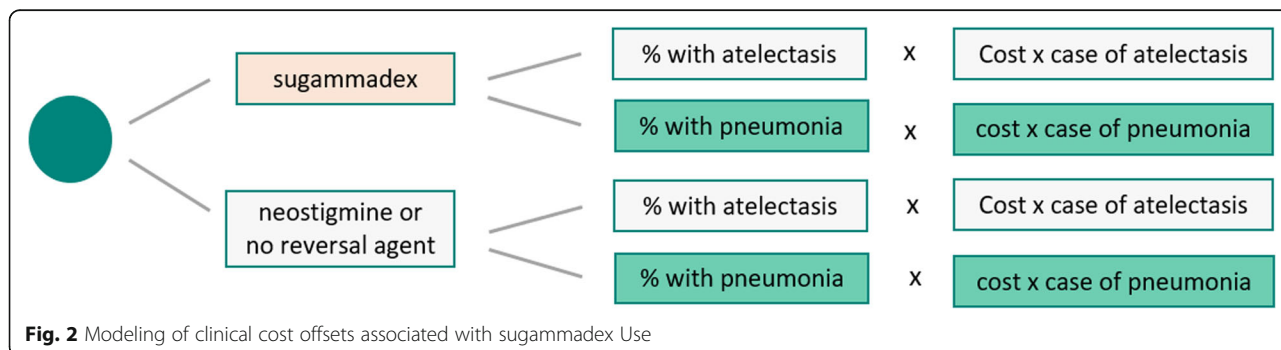 sugammadex
% with atelectasis x Cost x case of atelectasis
% with pneumonia x cost x case of pneumonia
neostigmine or
no reversal agent
% with atelectasis x Cost x case of atelectasis
% with pneumonia x cost x case of pneumonia
Fig. 2 Modeling of clinical cost offsets associated with sugammadex Use